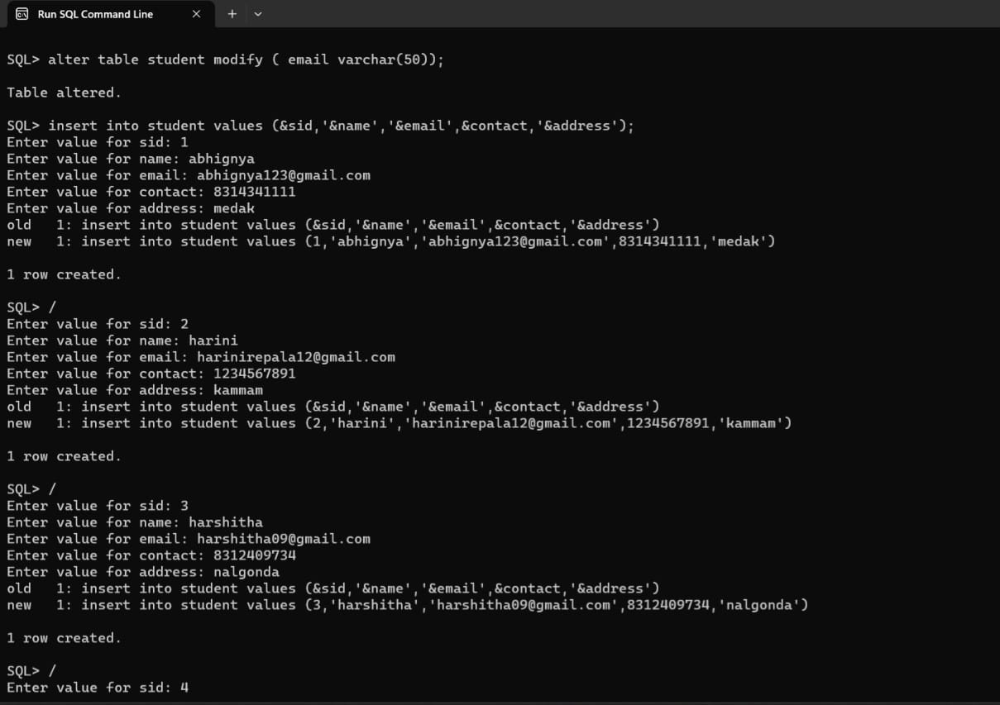 Run SQL Command Line
SQL> alter table student modify ( email varchar(50));
Table altered.
SQL> insert into student values (&sid,'&name','&email',&contact,'&address');
Enter value for sid: 1
Enter value for name: abhignya
Enter value for email: abhignya123@gmail.com
Enter value for contact: 8314341111
Enter value for address: medak
old   1: insert into student values (&sid,'&name','&email',&contact,'&address')
new   1: insert into student values (1,'abhignya','abhignya123@gmail.com',8314341111,'medak')
1 row created.
SQL> /
Enter value for sid: 2
Enter value for name: harini
Enter value for email: harinirepala12@gmail.com
Enter value for contact: 1234567891
Enter value for address: kammam
old   1: insert into student values (&sid,'&name','&email',&contact,'&address')
new   1: insert into student values (2,'harini','harinirepala12@gmail.com',1234567891,'kammam')
1 row created.
SQL> /
Enter value for sid: 3
Enter value for name: harshitha
Enter value for email: harshitha09@gmail.com
Enter value for contact: 8312409734
Enter value for address: nalgonda
old   1: insert into student values (&sid,'&name','&email',&contact,'&address')
new   1: insert into student values (3,'harshitha','harshitha09@gmail.com',8312409734,'nalgonda')
1 row created.
SQL> /
Enter value for sid: 4